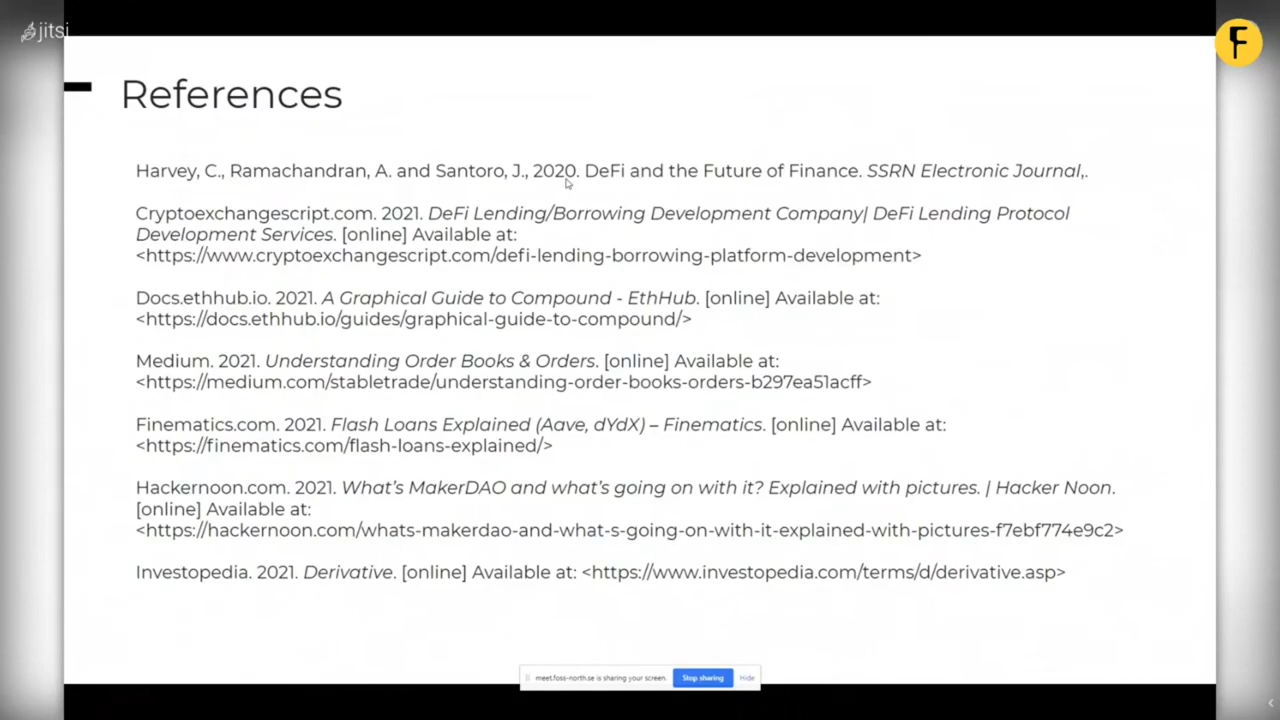 jitsi
F
References
Harvey, C., Ramachandran, A. and Santoro, J., 2020. DeFi and the Future of Finance. SSRN Electronic Journal,.
Cryptoexchangescript.com. 2021. DeFi Lending/Borrowing Development Company| DeFi Lending Protocol
Development Services. [online] Available at:
<https://www.cryptoexchangescript.com/defi-lending-borrowing-platform-development>
Docs.ethhub.io. 2021. A Graphical Guide to Compound - EthHub. [online] Available at:
<https://docs.ethhub.io/guides/graphical-guide-to-compound/>
Medium. 2021. Understanding Order Books & Orders. [online] Available at:
<https://medium.com/stabletrade/understanding-order-books-orders-b297ea51acff>
Finematics.com. 2021. Flash Loans Explained (Aave, dYdX) – Finematics. [online] Available at:
<https://finematics.com/flash-loans-explained/>
Hackernoon.com. 2021. What's MakerDAO and what's going on with it? Explained with pictures. | Hacker Noon.
[online] Available at:
<https://hackernoon.com/whats-makerdao-and-what-s-going-on-with-it-explained-with-pictures-f7ebf774e9c2>
Investopedia. 2021. Derivative. [online] Available at: <https://www.investopedia.com/terms/d/derivative.asp>
meet.foss-north.se is sharing your screen. Stop sharing Hide